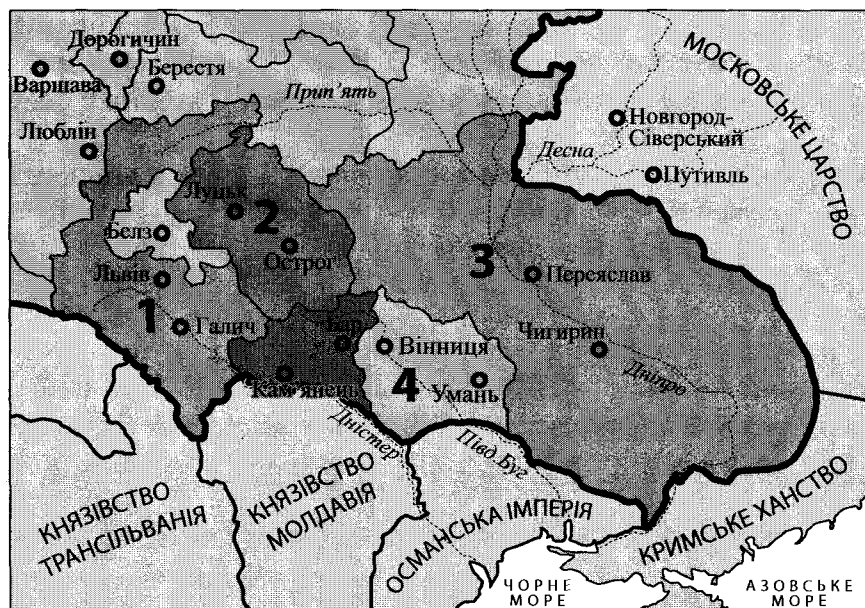 Дорогичин
МОСКОВСЬКЕ ЦАРСТВО
Варшава
Берестя
Прип’ять
Новгород-
Сіверський
Люблін
Десна
Путивль
Луцьк
2
Белз
Острог
3
Львів
Переяслав
1
Галич
Бар
Вінниця
Чигирин
Кам’янець
4
Умань
Дніпро
Дністер
Півд.Буг
КНЯЗІВСТВО
ТРАНСІЛЬВАНІЯ
КНЯЗІВСТВО
МОЛДАВІЯ
ОСМАНСЬКА ІМПЕРІЯ
КРИМСЬКЕ ХАНСТВО
ЧОРНЕ
МОРЕ
АЗОВСЬКЕ
МОРЕ